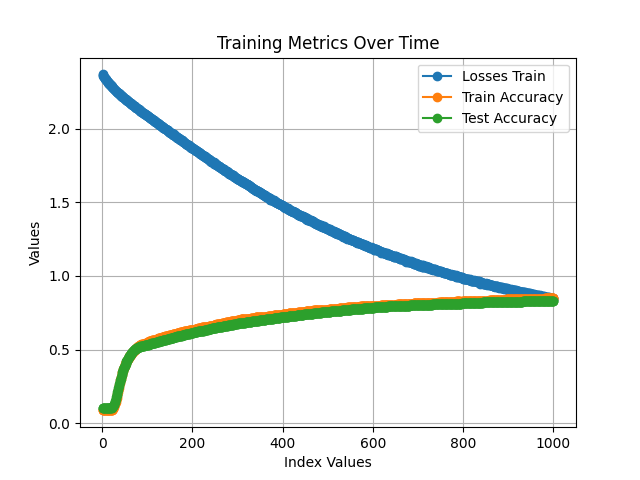 Training Metrics Over Time
Losses Train
Train Accuracy
Test Accuracy
Values
2.0
1.5
1.0
0.5
0.0
0 200 400 600 800 1000
Index Values